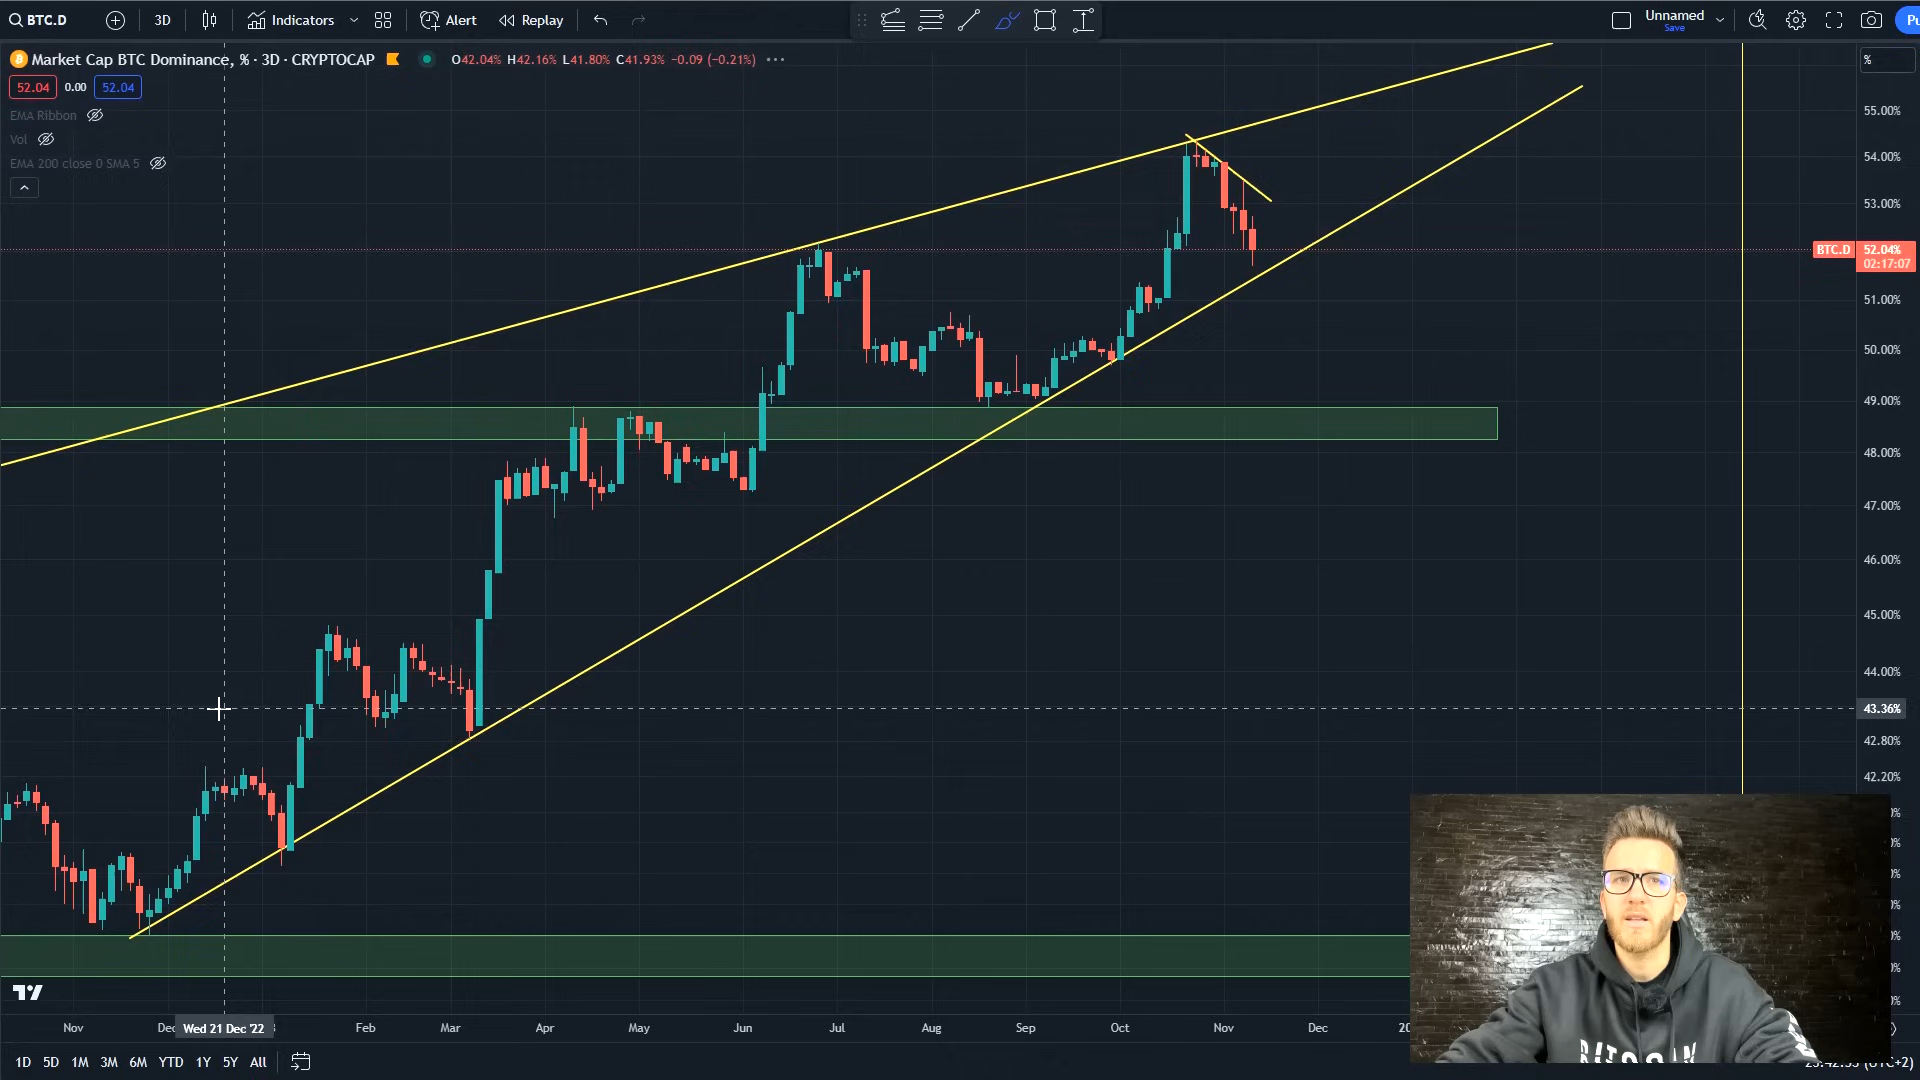 BTC.D 3D Indicators Alert Replay Unnamed
Save
Market Cap BTC Dominance, % · 3D · CRYPTOCAP O42.04% H42.16% L41.80% C41.93% −0.09 (−0.21%)
%
52.04 0.00 52.04
EMA Ribbon
Vol
EMA 200 close 0 SMA 5
55.00%
54.00%
53.00%
BTC.D 52.04%
02:17:07
51.00%
50.00%
49.00%
48.00%
47.00%
46.00%
45.00%
44.00%
43.36%
42.80%
42.20%
Nov Dec Wed 21 Dec '22 Feb Mar Apr May Jun Jul Aug Sep Oct Nov Dec
1D 5D 1M 3M 6M YTD 1Y 5Y All
(UTC+2)